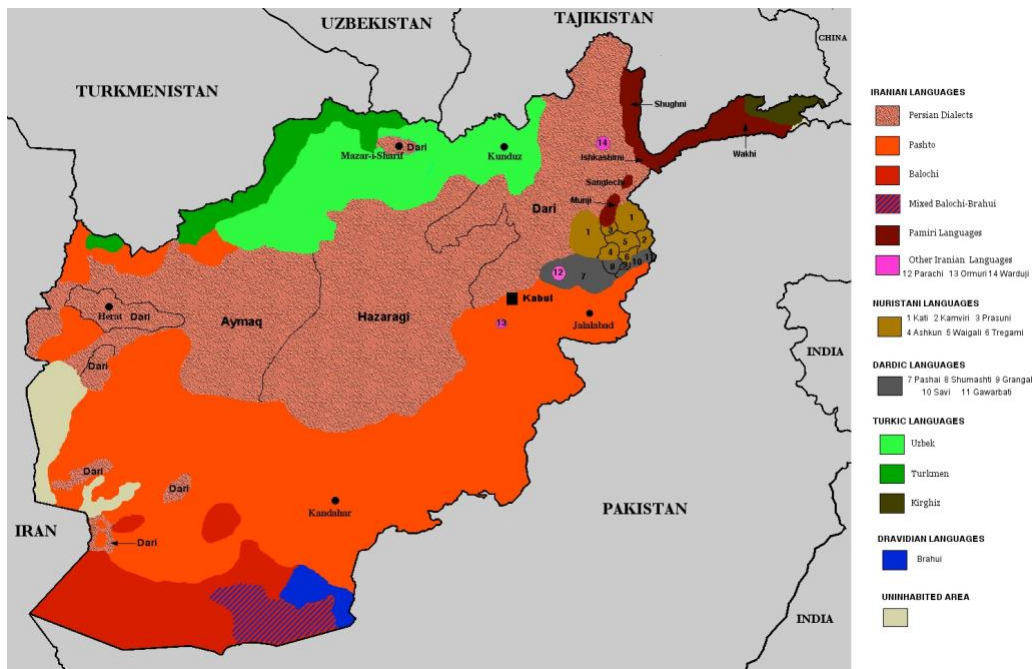 UZBEKISTAN
TAJIKISTAN
CHINA
TURKMENISTAN
Shughni
Mazar-i-Sharif
Dari
Kunduz
14
Ishkashimi
Wakhi
Sanglechi
Munji
Dari
1
1
3
5
2
4
6
12
7
8
9
10
11
Kabul
Herat
Dari
Aymaq
Hazaragi
13
Jalalabad
Dari
INDIA
Dari
Dari
Kandahar
PAKISTAN
IRAN
Dari
INDIA
IRANIAN LANGUAGES
Persian Dialects
Pashto
Balochi
Mixed Balochi-Brahui
Pamiri Languages
Other Iranian Languages
12 Parachi 13 Ormuri 14 Warduji
NURISTANI LANGUAGES
1 Kati 2 Kamviri 3 Prasuni
4 Ashkun 5 Waigali 6 Tregami
DARDIC LANGUAGES
7 Pashai 8 Shumashti 9 Grangali
10 Savi 11 Gawarbati
TURKIC LANGUAGES
Uzbek
Turkmen
Kirghiz
DRAVIDIAN LANGUAGES
Brahui
UNINHABITED AREA